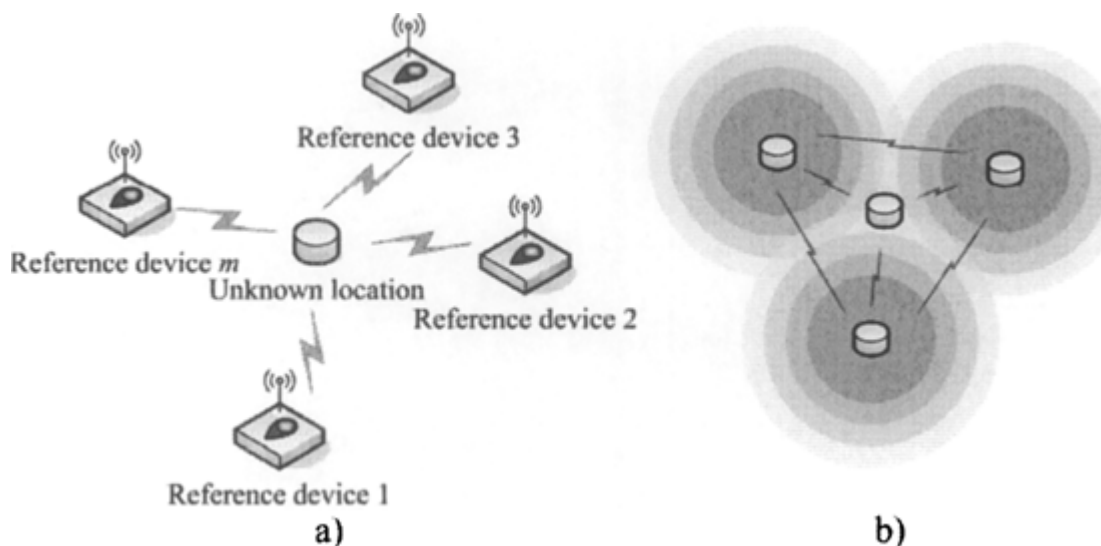 Reference device 3
Reference device m
Unknown location
Reference device 2
Reference device 1
a)
b)